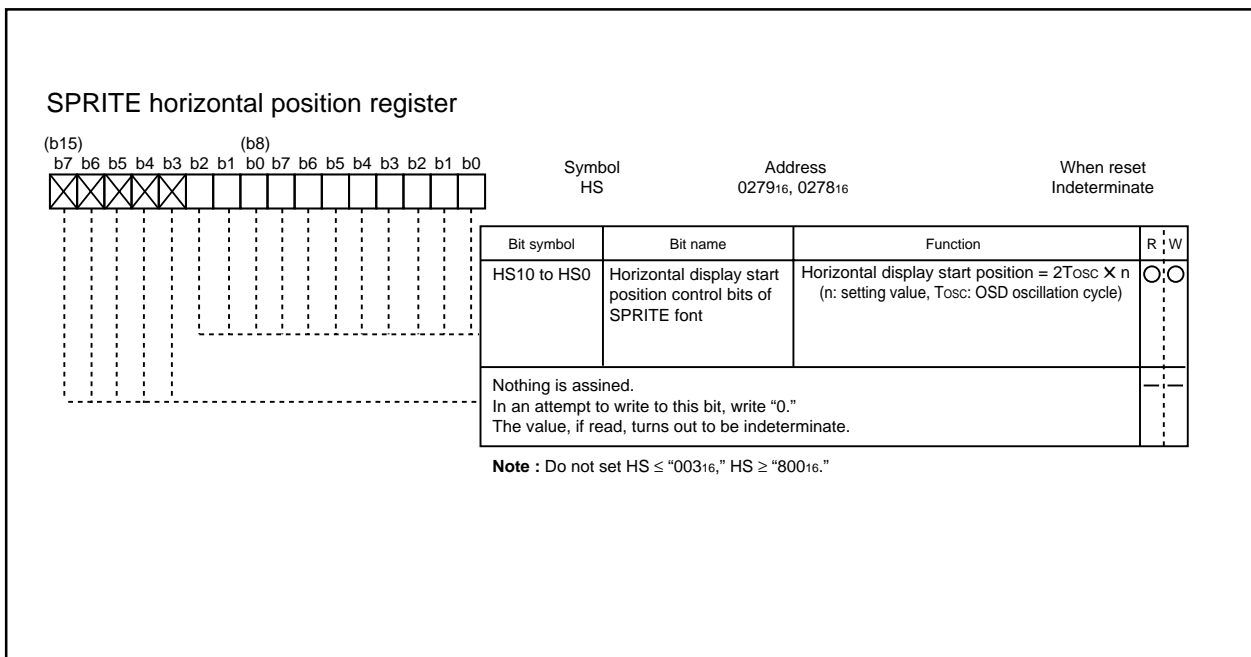 SPRITE horizontal position register
(b15) (b8)
b7 b6 b5 b4 b3 b2 b1 b0 b7 b6 b5 b4 b3 b2 b1 b0
Symbol Address When reset
HS 0279₁₆, 0278₁₆ Indeterminate
Bit symbol Bit name Function R W
HS10 to HS0 Horizontal display start Horizontal display start position = 2Tosc X n
position control bits of (n: setting value, Tosc: OSD oscillation cycle)
SPRITE font
Nothing is assined.
In an attempt to write to this bit, write “0.”
The value, if read, turns out to be indeterminate.
Note : Do not set HS ≤ “003₁₆,” HS ≥ “800₁₆.”